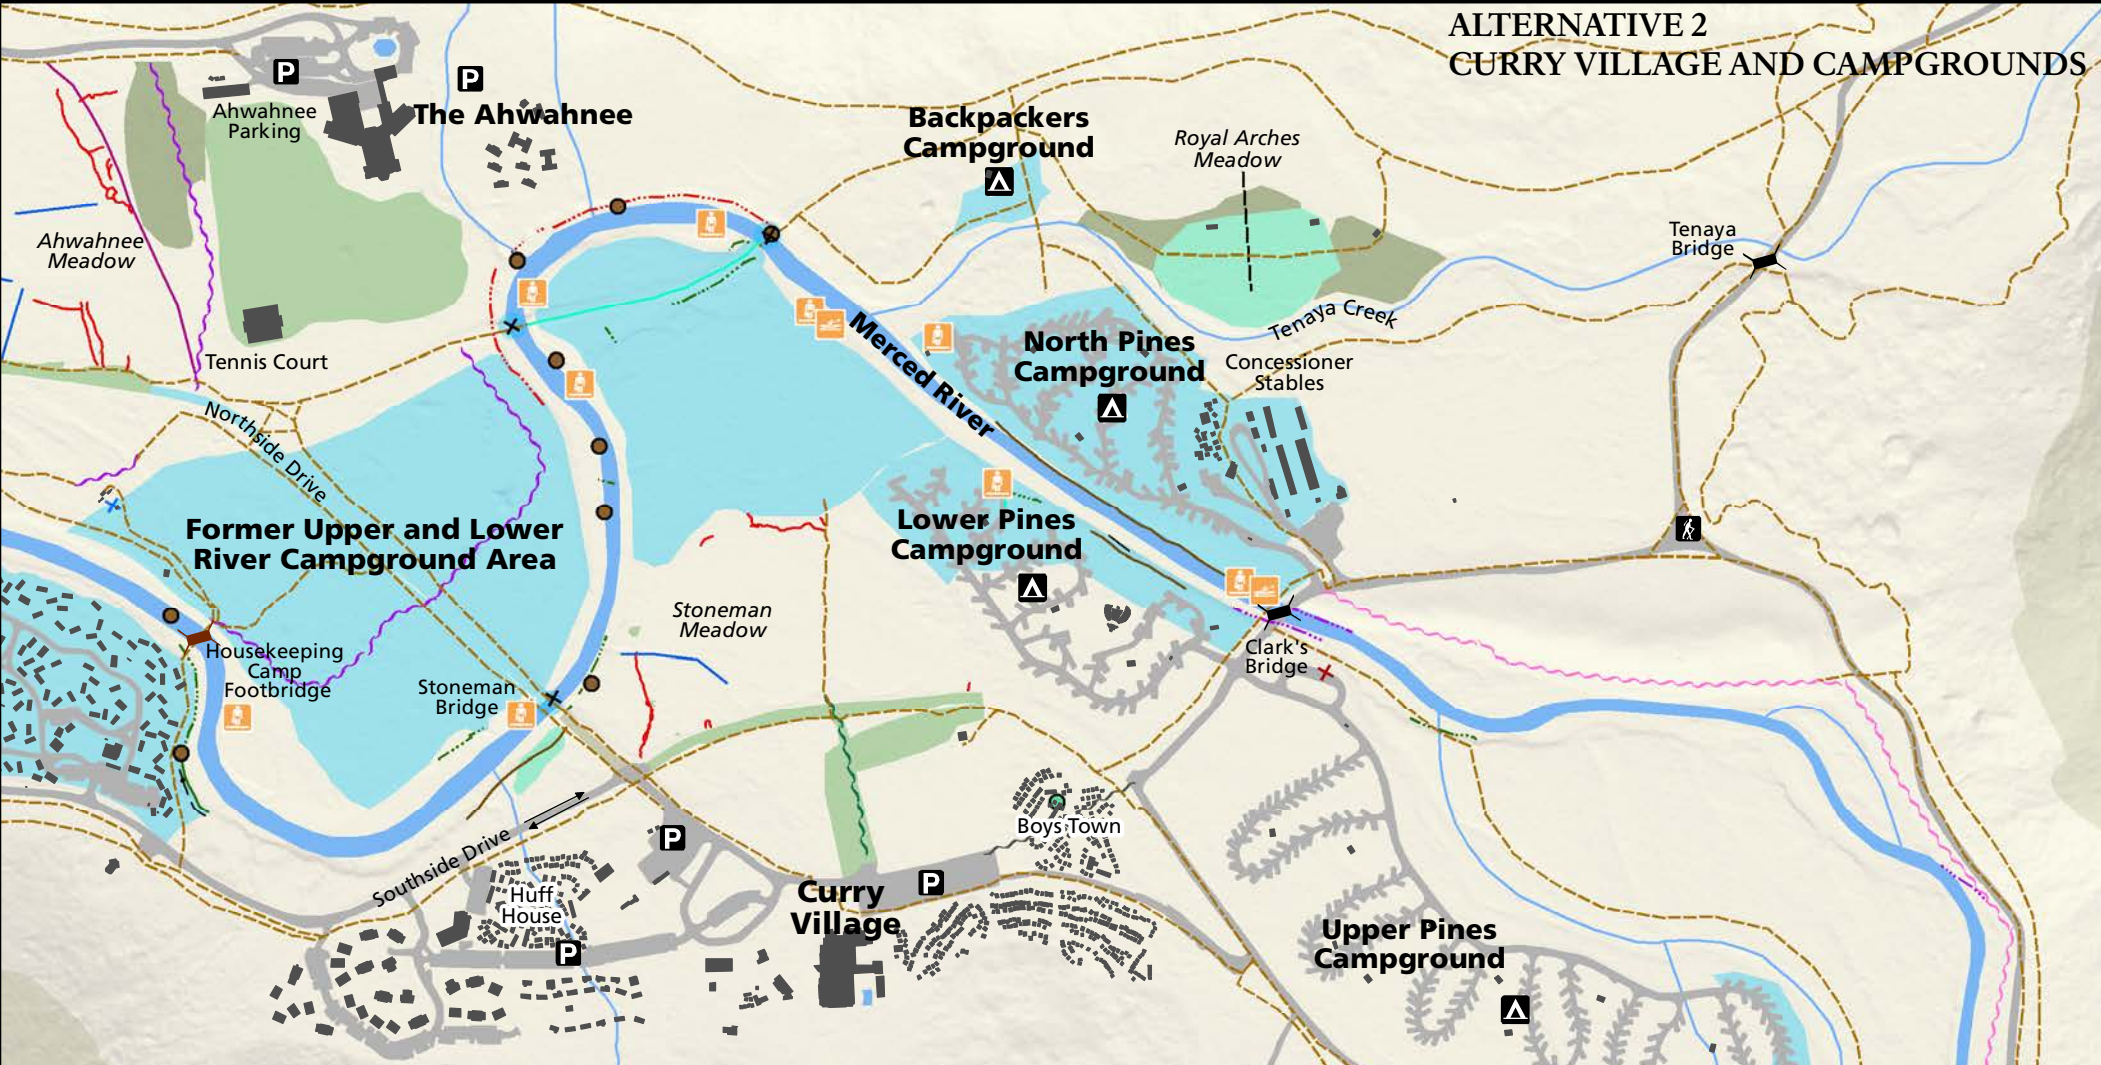 ALTERNATIVE 2
CURRY VILLAGE AND CAMPGROUNDS
P
P
Ahwahnee
Parking
The Ahwahnee
Backpackers
Campground
Royal Arches
Meadow
Ahwahnee
Meadow
Tenaya
Bridge
Tennis Court
Merced River
North Pines
Campground
Tenaya Creek
Concessioner
Stables
Northside Drive
Former Upper and Lower
River Campground Area
Lower Pines
Campground
Stoneman
Meadow
Housekeeping
Camp
Footbridge
Stoneman
Bridge
Clark's
Bridge
Southside Drive
P
Boys Town
Huff
House
P
Curry
Village
P
Upper Pines
Campground